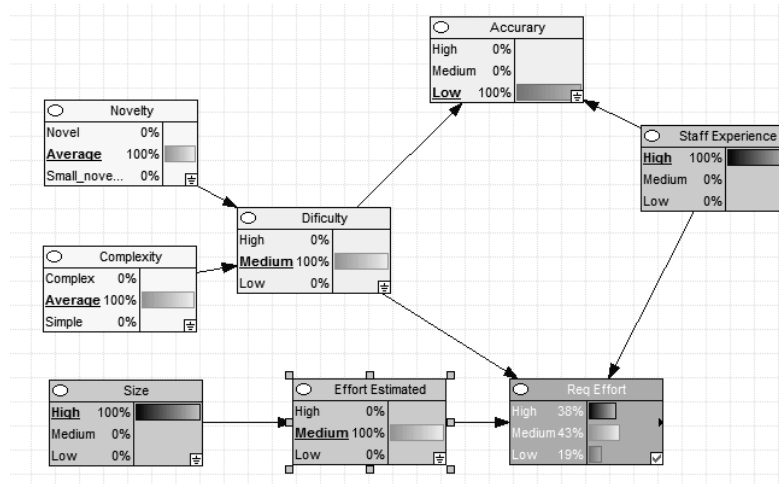 Accurary
High 0%
Medium 0%
Low 100%
Novelty
Novel 0%
Average 100%
Small_nove... 0%
Staff Experience
High 100%
Medium 0%
Low 0%
Dificulty
High 0%
Medium 100%
Low 0%
Complexity
Complex 0%
Average 100%
Simple 0%
Size
High 100%
Medium 0%
Low 0%
Effort Estimated
High 0%
Medium 100%
Low 0%
Req Effort
High 38%
Medium 43%
Low 19%